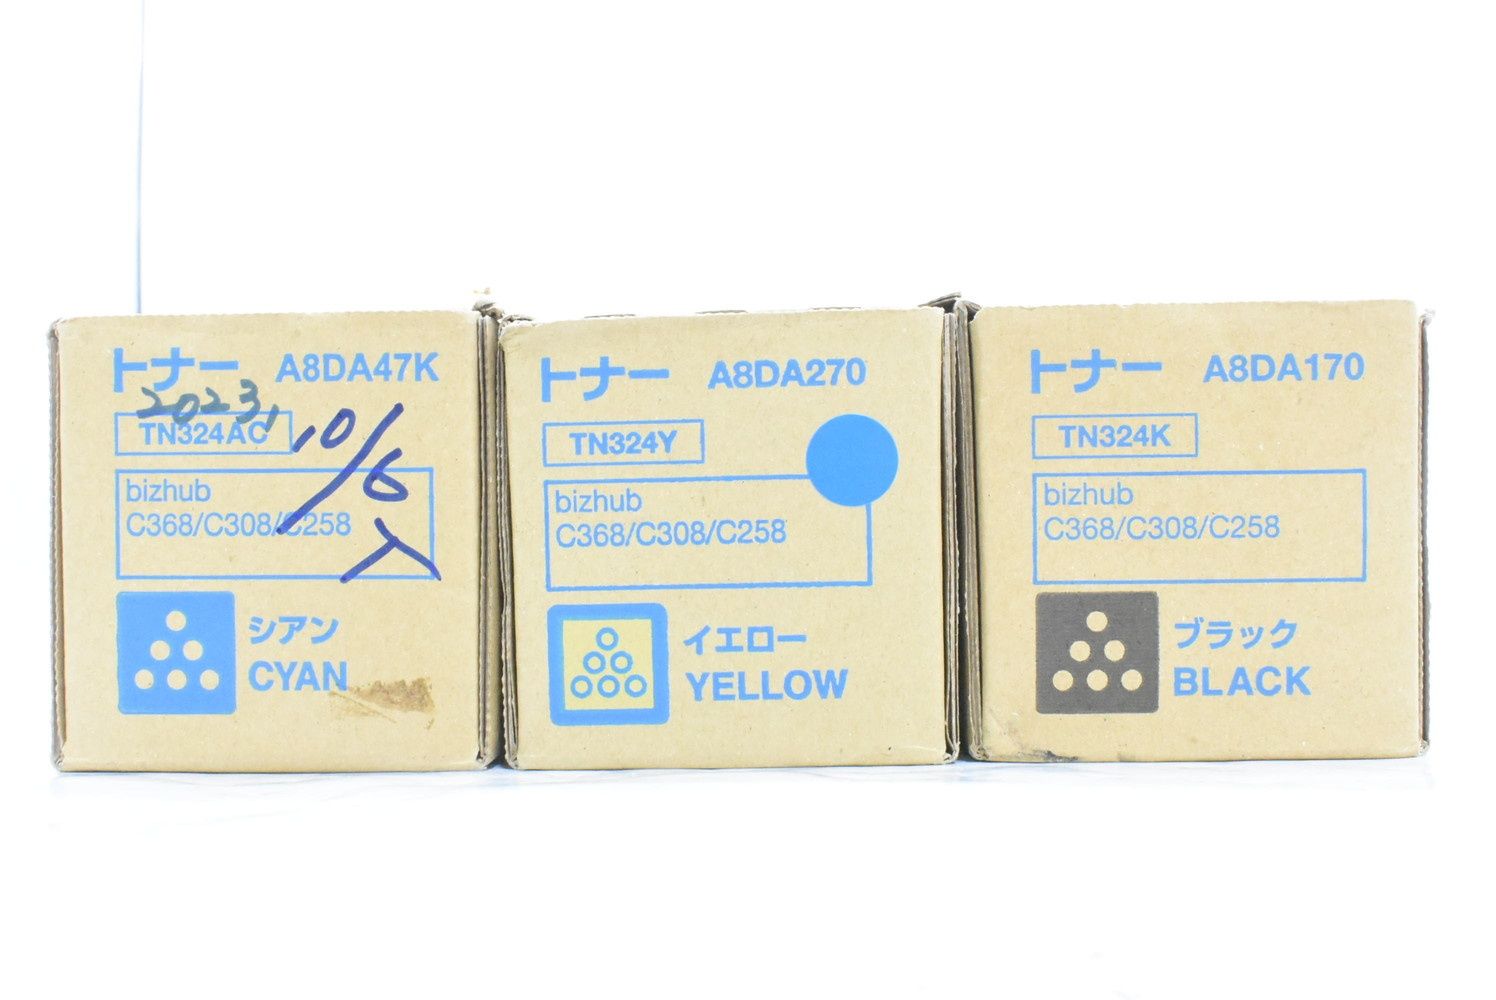 トナー A8DA47K
2023,
TN324AC
10/6
入
bizhub
C368/C308/C258
シアン
CYAN
トナー A8DA270
TN324Y
bizhub
C368/C308/C258
イエロー
YELLOW
トナー A8DA170
TN324K
bizhub
C368/C308/C258
ブラック
BLACK